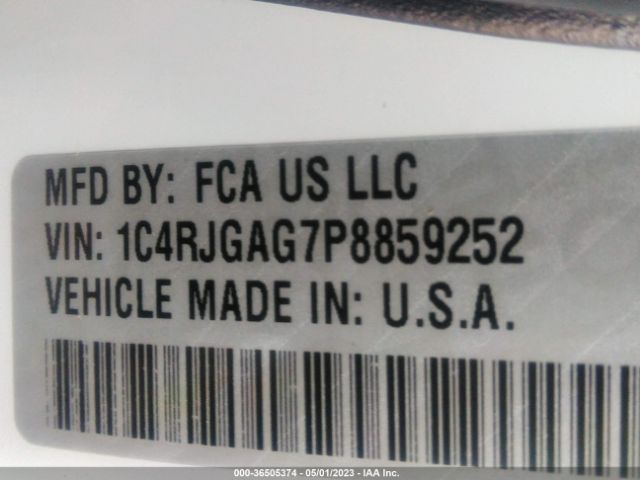 MFD BY: FCA US LLC
VIN: 1C4RJGAG7P8859252
VEHICLE MADE IN: U.S.A.
000-36505374 - 05/01/2023 - IAA Inc.